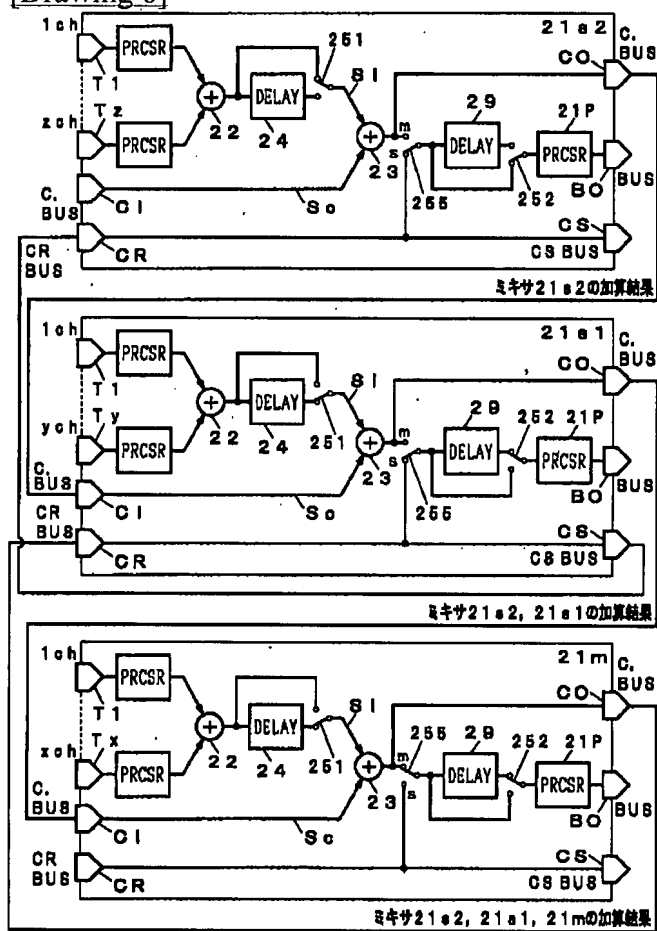 [Drawing 6]
1ch
PRCSR
T1
zch
Tz
PRCSR
22
DELAY
24
251
S1
23
C. BUS
CI
So
CR BUS
CR
m
s
255
DELAY
29
252
21P
PRCSR
21s2
CO
C. BUS
BO
BUS
CS
CS BUS
ミキサ21s2の加算結果
1ch
PRCSR
T1
ych
Ty
PRCSR
22
DELAY
24
251
S1
23
C. BUS
CI
So
CR BUS
CR
m
s
255
DELAY
29
252
21P
PRCSR
21s1
CO
C. BUS
BO
BUS
CS
CS BUS
ミキサ21s2, 21s1の加算結果
1ch
PRCSR
T1
xch
Tx
PRCSR
22
DELAY
24
251
S1
23
C. BUS
CI
Sc
CR BUS
CR
m
s
255
DELAY
29
252
21P
PRCSR
21m
CO
C. BUS
BO
BUS
CS
CS BUS
ミキサ21s2, 21s1, 21mの加算結果